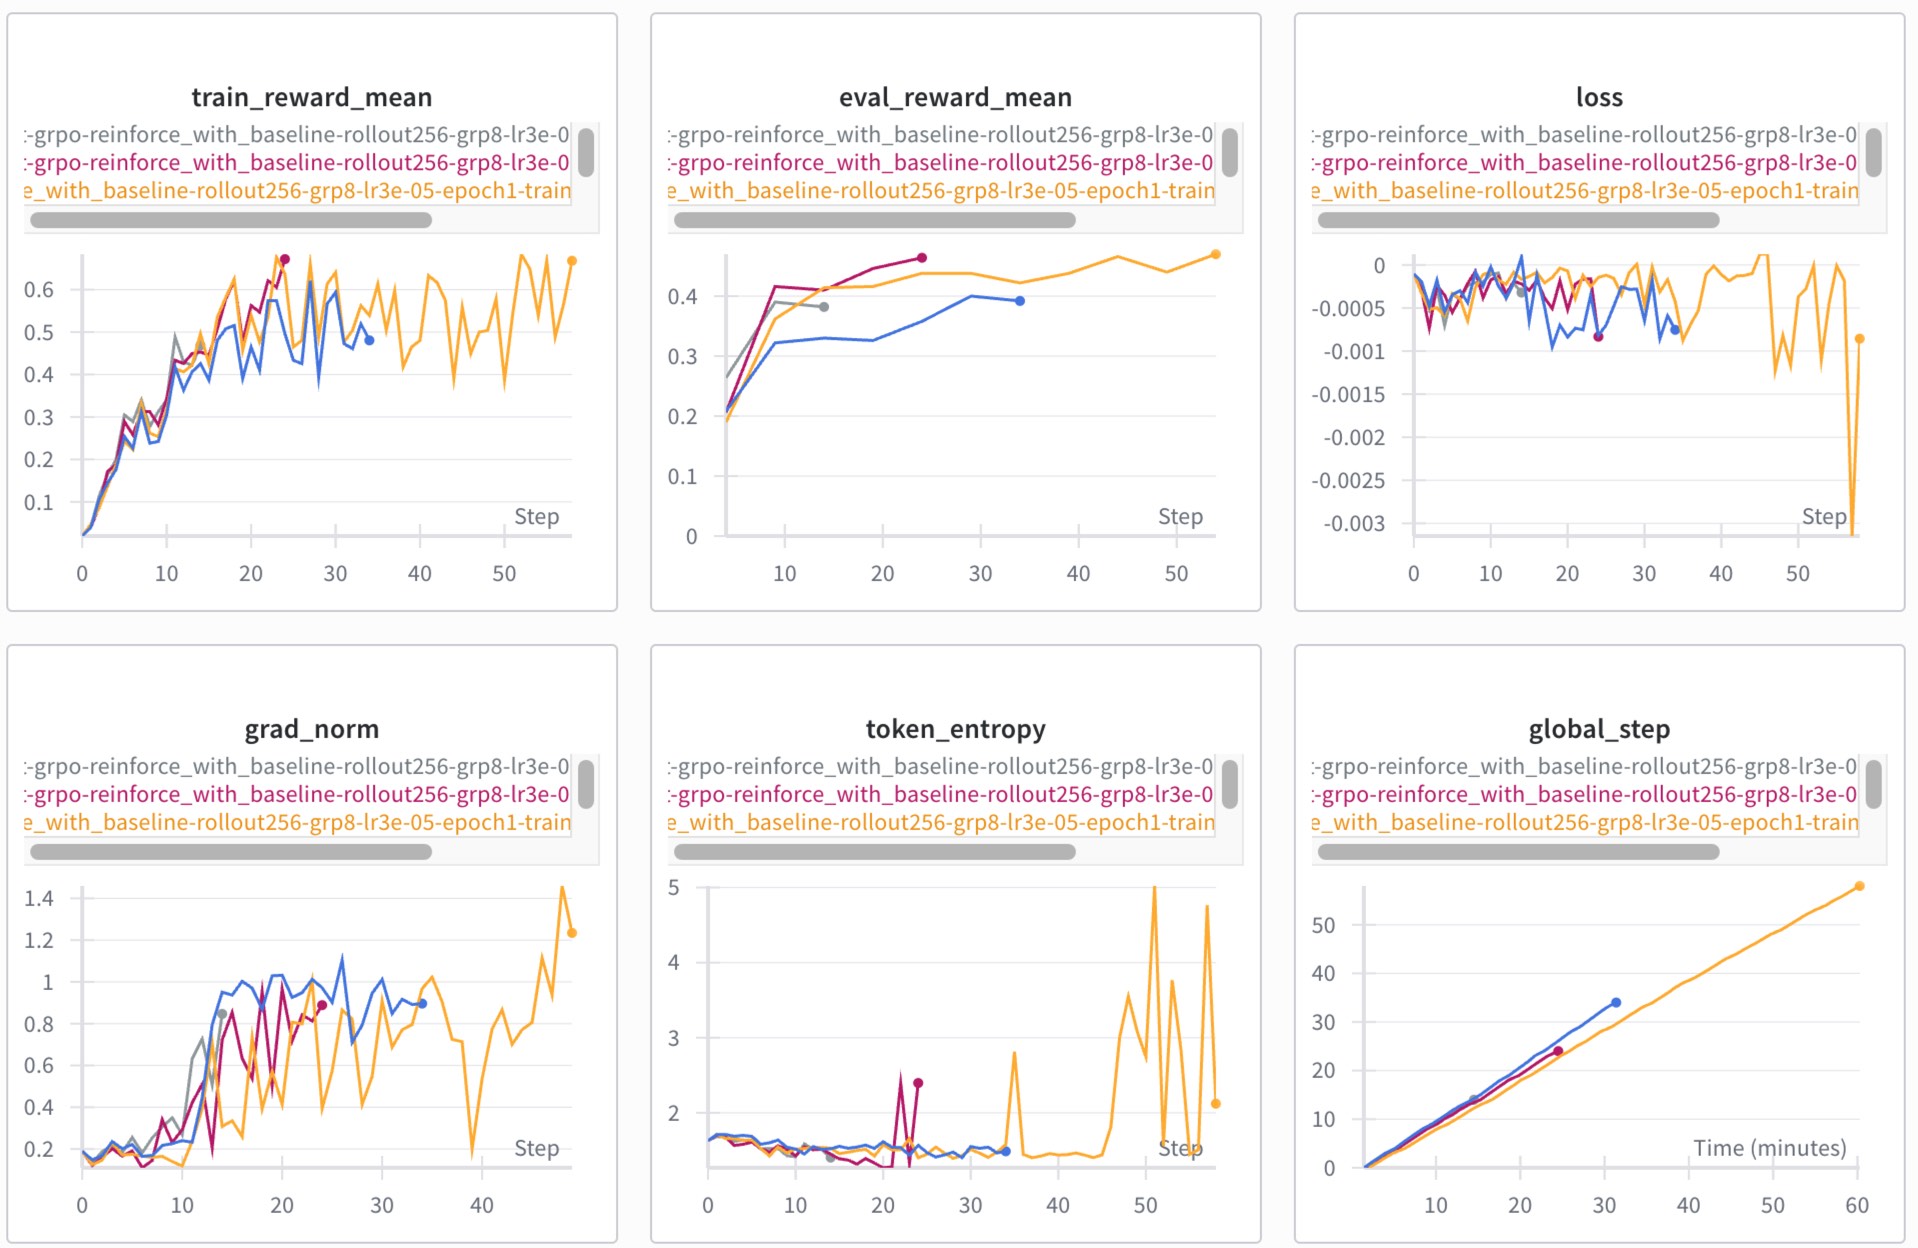 train_reward_mean
:-grpo-reinforce_with_baseline-rollout256-grp8-lr3e-0
:-grpo-reinforce_with_baseline-rollout256-grp8-lr3e-0
e_with_baseline-rollout256-grp8-lr3e-05-epoch1-train
0.6
0.5
0.4
0.3
0.2
0.1
Step
0 10 20 30 40 50
eval_reward_mean
:-grpo-reinforce_with_baseline-rollout256-grp8-lr3e-0
:-grpo-reinforce_with_baseline-rollout256-grp8-lr3e-0
e_with_baseline-rollout256-grp8-lr3e-05-epoch1-train
0.4
0.3
0.2
0.1
0
Step
10 20 30 40 50
loss
:-grpo-reinforce_with_baseline-rollout256-grp8-lr3e-0
:-grpo-reinforce_with_baseline-rollout256-grp8-lr3e-0
e_with_baseline-rollout256-grp8-lr3e-05-epoch1-train
0
-0.0005
-0.001
-0.0015
-0.002
-0.0025
-0.003
Step
0 10 20 30 40 50
grad_norm
:-grpo-reinforce_with_baseline-rollout256-grp8-lr3e-0
:-grpo-reinforce_with_baseline-rollout256-grp8-lr3e-0
e_with_baseline-rollout256-grp8-lr3e-05-epoch1-train
1.4
1.2
1
0.8
0.6
0.4
0.2
Step
0 10 20 30 40
token_entropy
:-grpo-reinforce_with_baseline-rollout256-grp8-lr3e-0
:-grpo-reinforce_with_baseline-rollout256-grp8-lr3e-0
e_with_baseline-rollout256-grp8-lr3e-05-epoch1-train
5
4
3
2
Step
0 10 20 30 40 50
global_step
:-grpo-reinforce_with_baseline-rollout256-grp8-lr3e-0
:-grpo-reinforce_with_baseline-rollout256-grp8-lr3e-0
e_with_baseline-rollout256-grp8-lr3e-05-epoch1-train
50
40
30
20
10
0
Time (minutes)
10 20 30 40 50 60